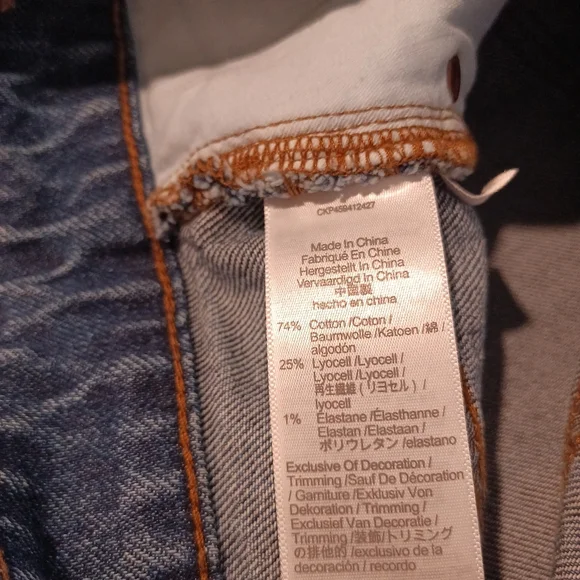 CKP459412427
Made In China
Fabriqué En Chine
Hergestellt In China
Vervaardigd In China
中国製
hecho en china
74% Cotton /Coton /
Baumwolle /Katoen /綿 /
algodón
25% Lyocell /Lyocell /
Lyocell /Lyocell /
再生繊維 ( リヨセル ) /
lyocell
1% Élastane /Élasthanne /
Elastan /Elastaan /
ポリウレタン /elastano
Exclusive Of Decoration /
Trimming /Sauf De Décoration
/ Garniture /Exklusiv Von
Dekoration / Trimming /
Exclusief Van Decoratie /
Trimming /装飾/トリミング
の排他的 /exclusivo de la
decoración / recordo